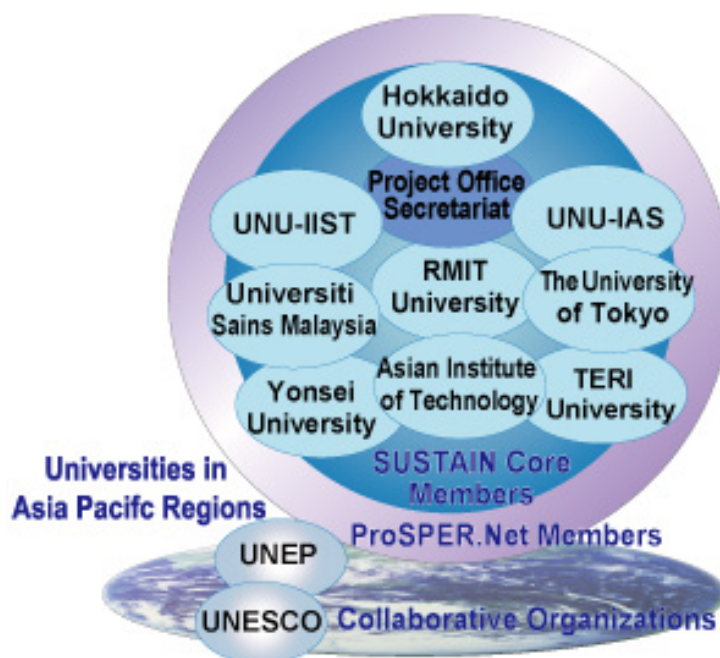 Hokkaido
University
Project Office
Secretariat
UNU-IIST
UNU-IAS
RMIT
University
Universiti
Sains Malaysia
The University
of Tokyo
Asian Institute
of Technology
Yonsei
University
TERI
University
SUSTAIN Core
Members
Universities in
Asia Pacifc Regions
ProSPER.Net Members
UNEP
UNESCO
Collaborative Organizations